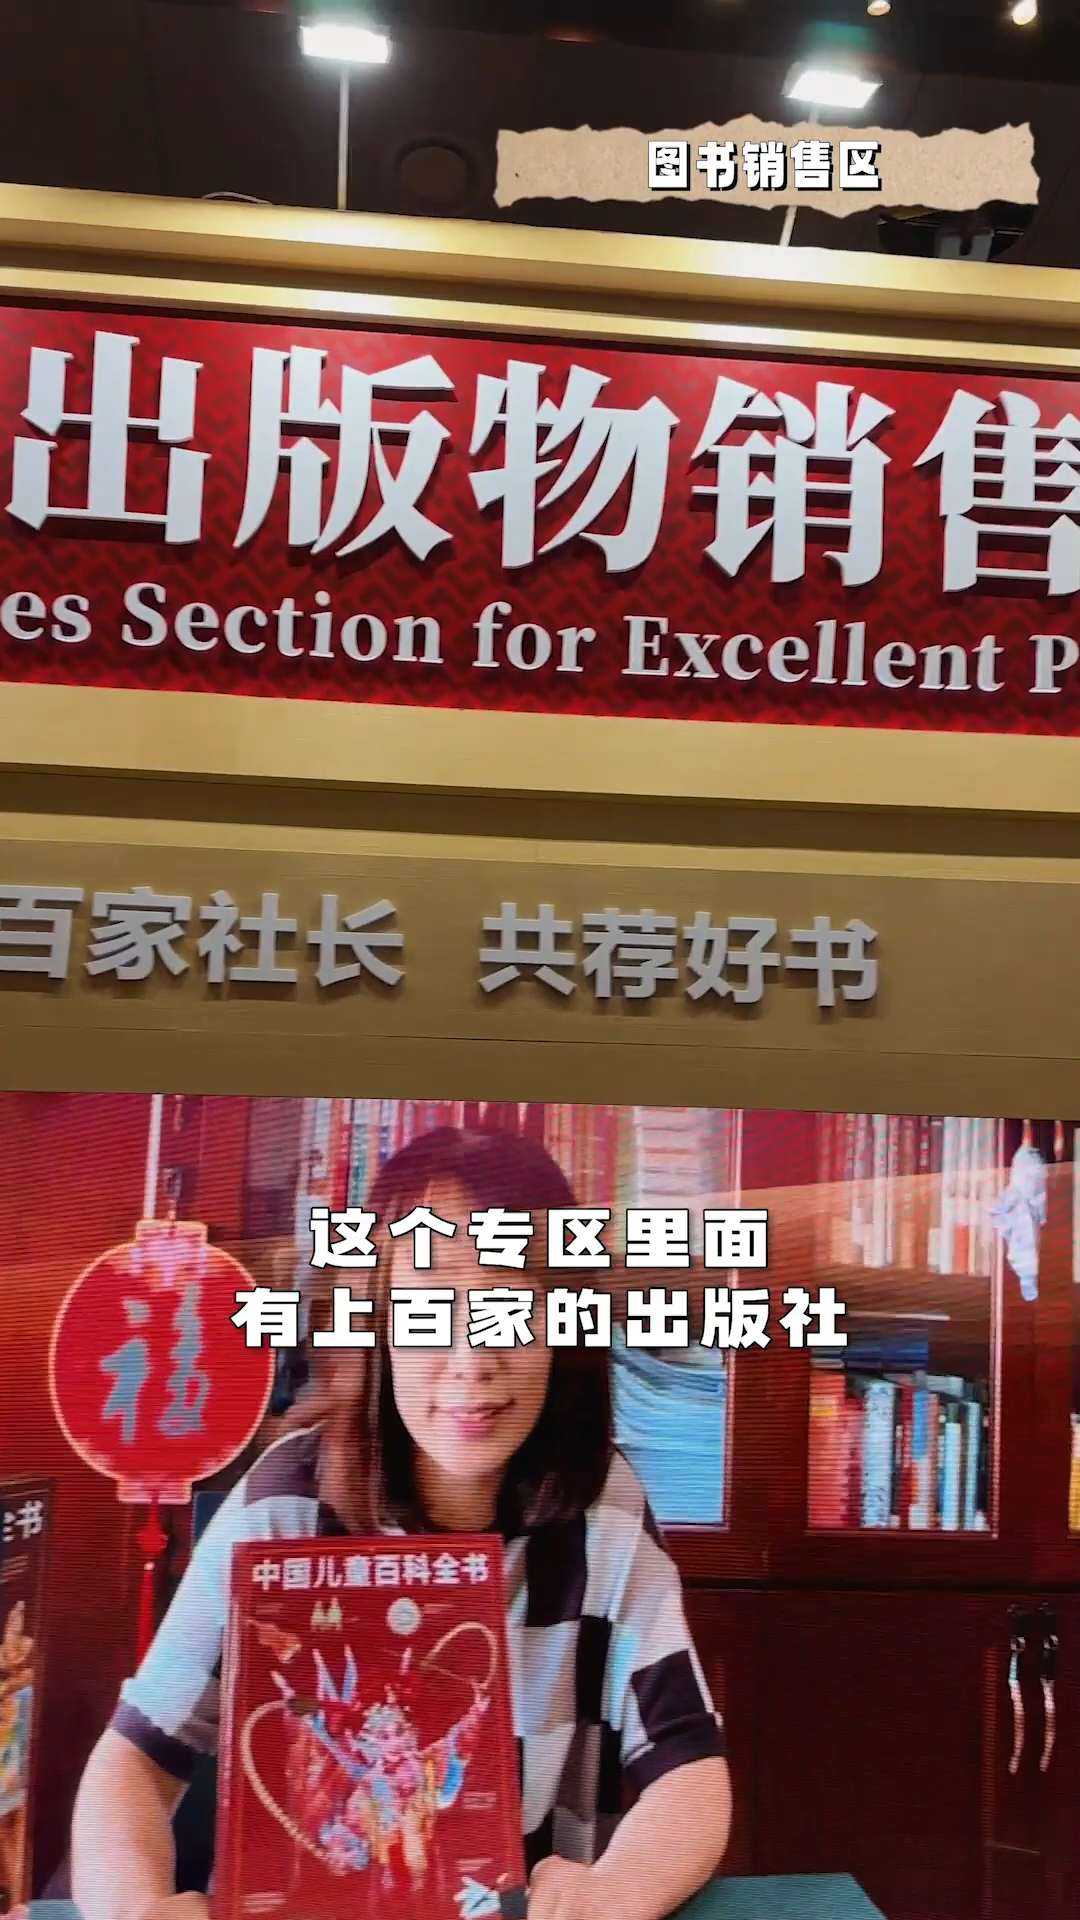 图书销售区
出版物销售
es Section for Excellent P
百家社长 共荐好书
这个专区里面
有上百家的出版社
福
全书
中国儿童百科全书